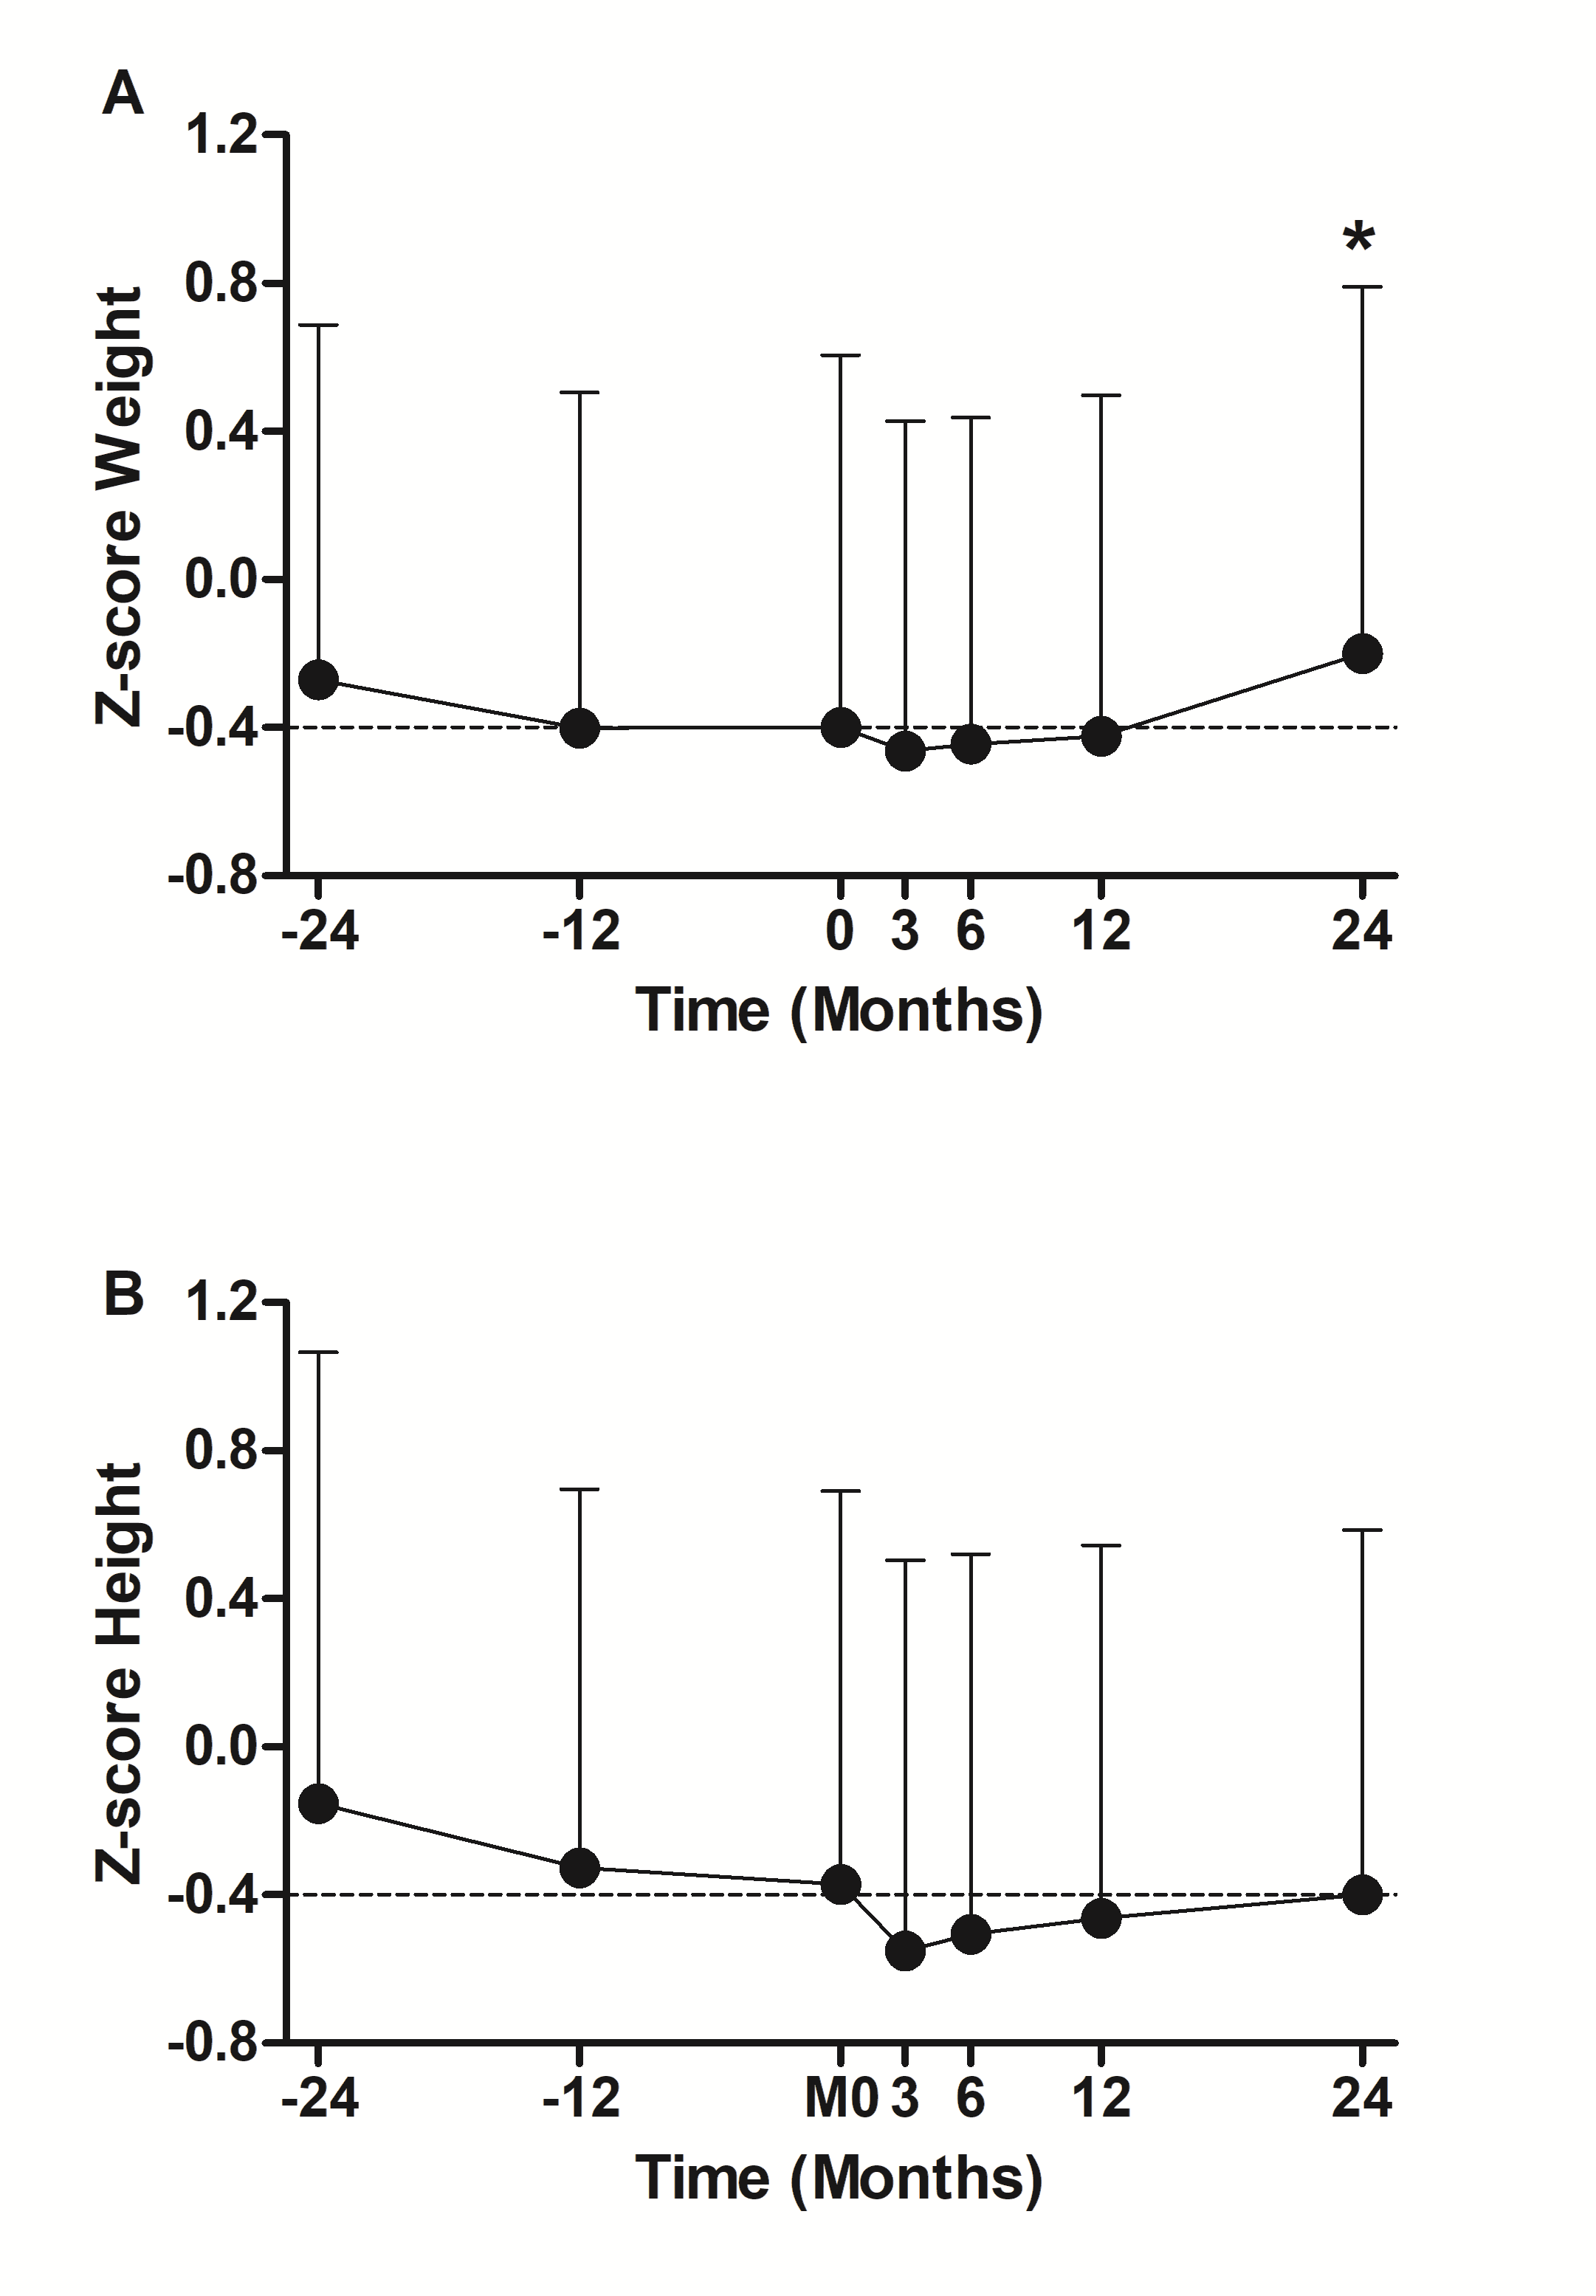 A
1.2
0.8
0.4
0.0
-0.4
-0.8
Z-score Weight
*
-24 -12 0 3 6 12 24
Time (Months)
B
1.2
0.8
0.4
0.0
-0.4
-0.8
Z-score Height
-24 -12 M0 3 6 12 24
Time (Months)